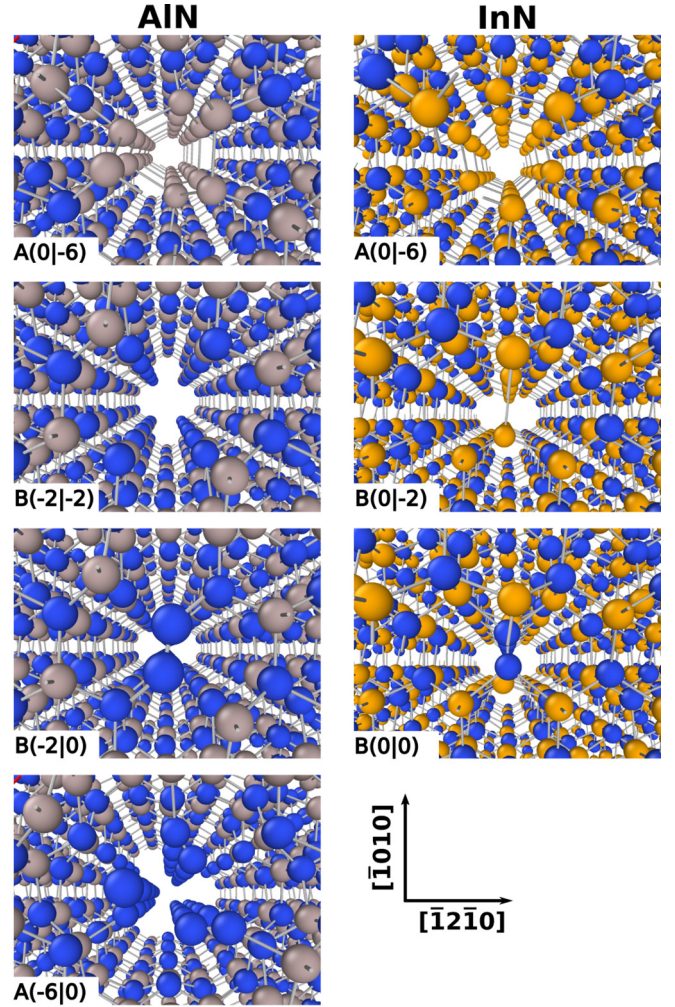 AlN
InN
A(0|-6)
A(0|-6)
B(-2|-2)
B(0|-2)
B(-2|0)
B(0|0)
A(-6|0)
[1̄010]
[1̄21̄0]